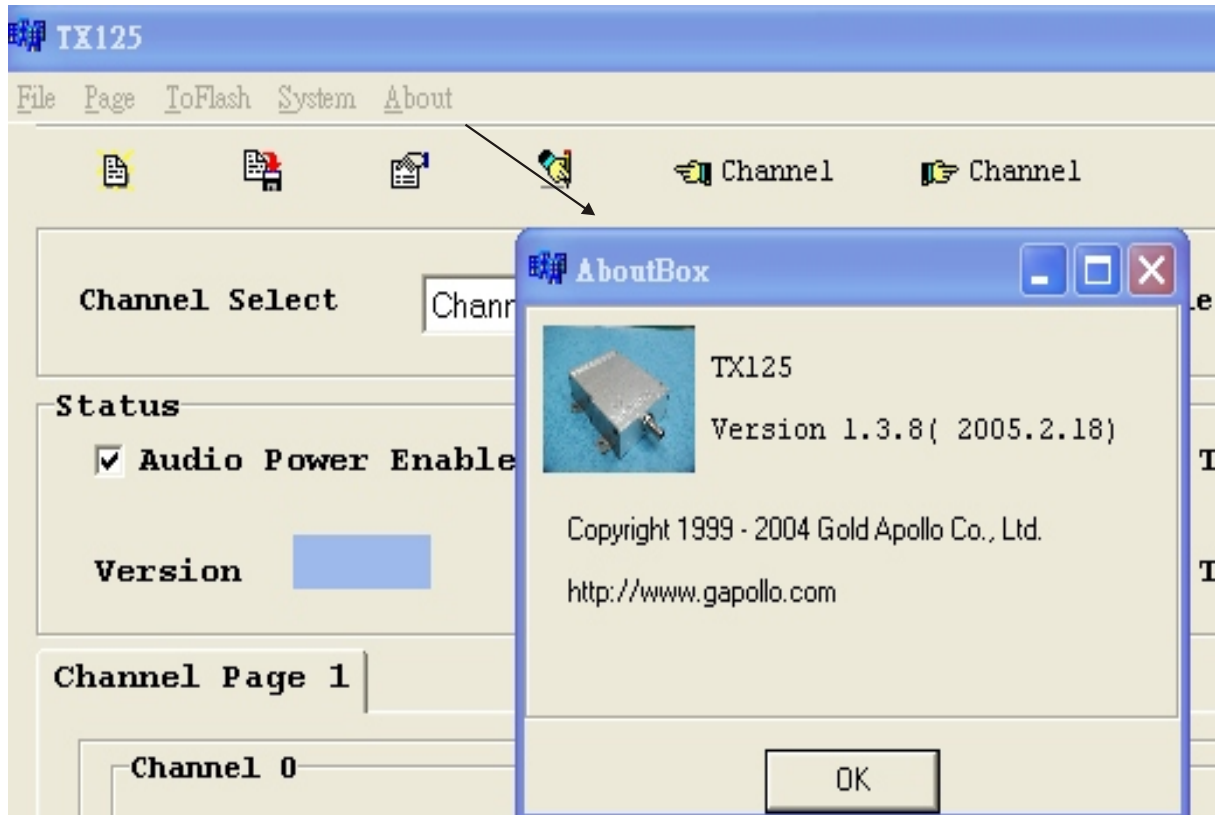 TX125
File Page ToFlash System About
Channel Channel
Channel Select
AboutBox
TX125
Version 1.3.8( 2005.2.18)
Copyright 1999 - 2004 Gold Apollo Co., Ltd.
http://www.gapollo.com
OK
Status
Audio Power Enable
Version
Channel Page 1
Channel 0